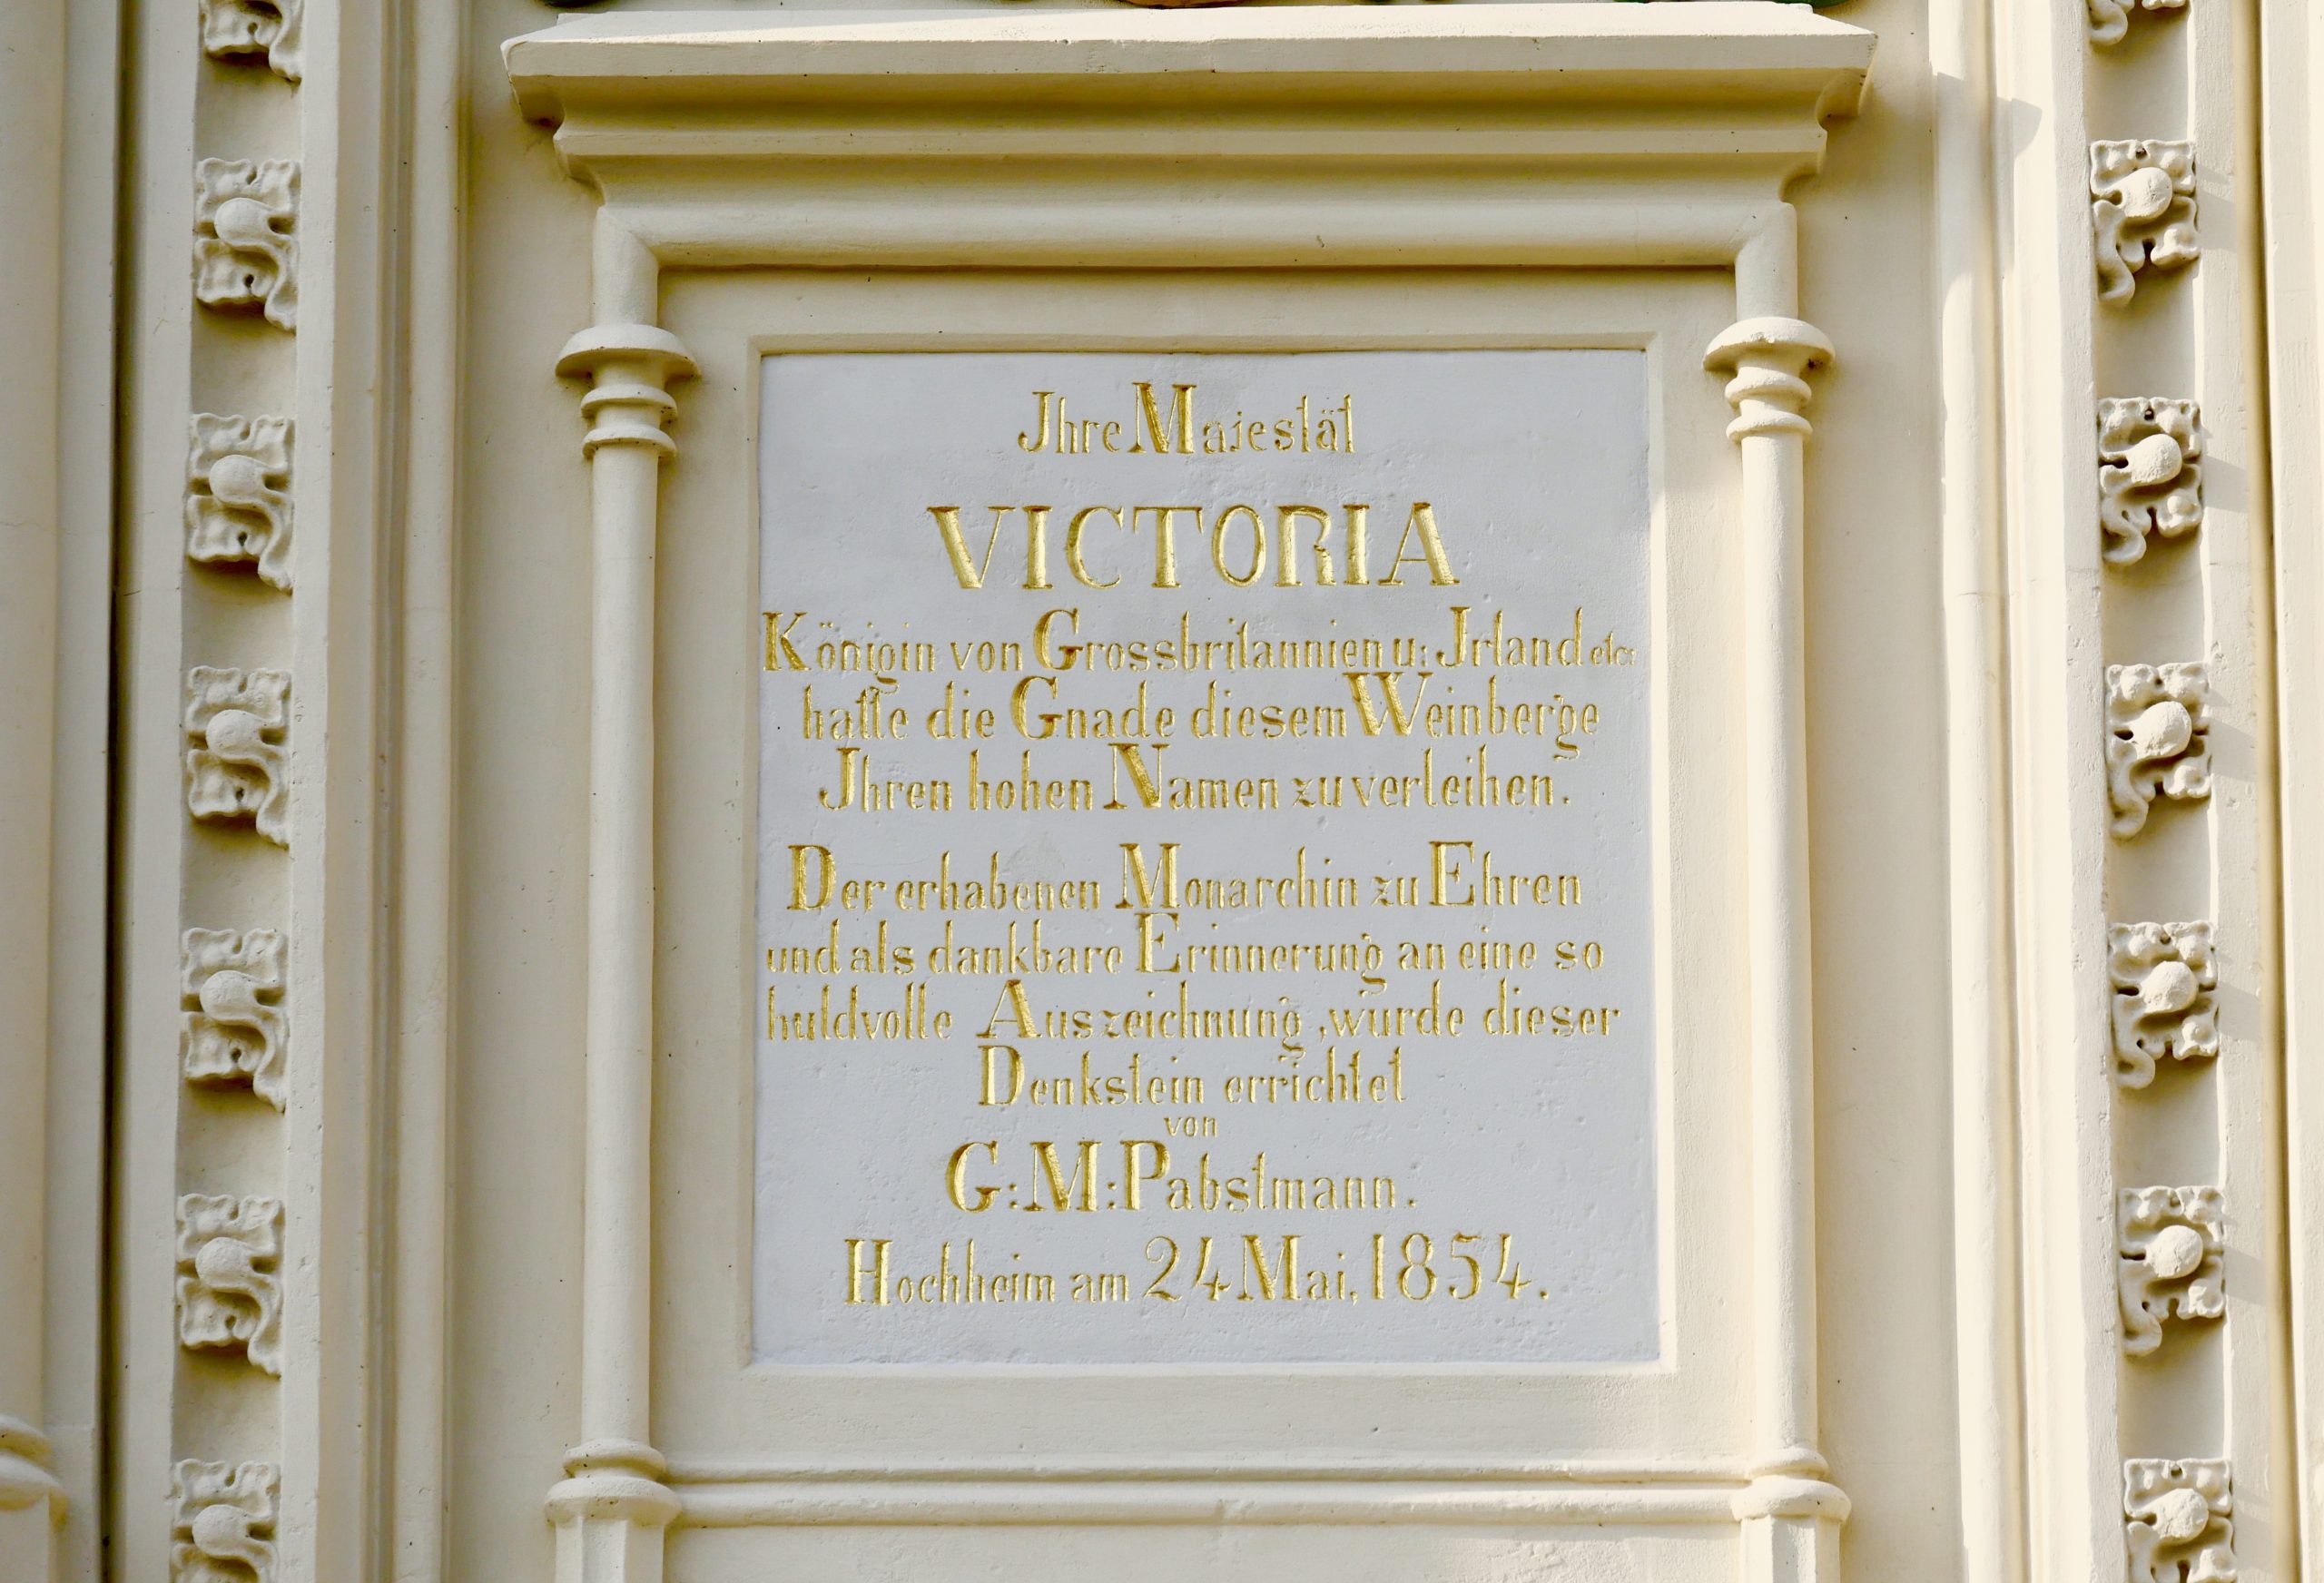 Jhre Majestät
VICTORIA
Königin von Grossbritannien u: Jrland etc:
hatte die Gnade diesem Weinberge
Jhren hohen Namen zu verleihen.
Der erhabenen Monarchin zu Ehren
und als dankbare Erinnerung an eine so
huldvolle Auszeichnung, wurde dieser
Denkstein errichtet
von
G: M: Pabstmann.
Hochheim am 24 Mai, 1854.